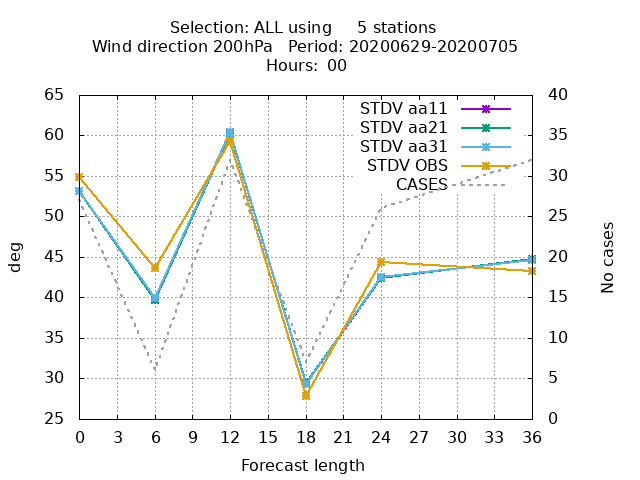 Selection: ALL using     5 stations
Wind direction 200hPa   Period: 20200629-20200705
Hours: 00
STDV aa11
STDV aa21
STDV aa31
STDV OBS
CASES
65
60
55
50
45
40
35
30
25
deg
40
35
30
25
20
15
10
5
0
No cases
0 3 6 9 12 15 18 21 24 27 30 33 36
Forecast length